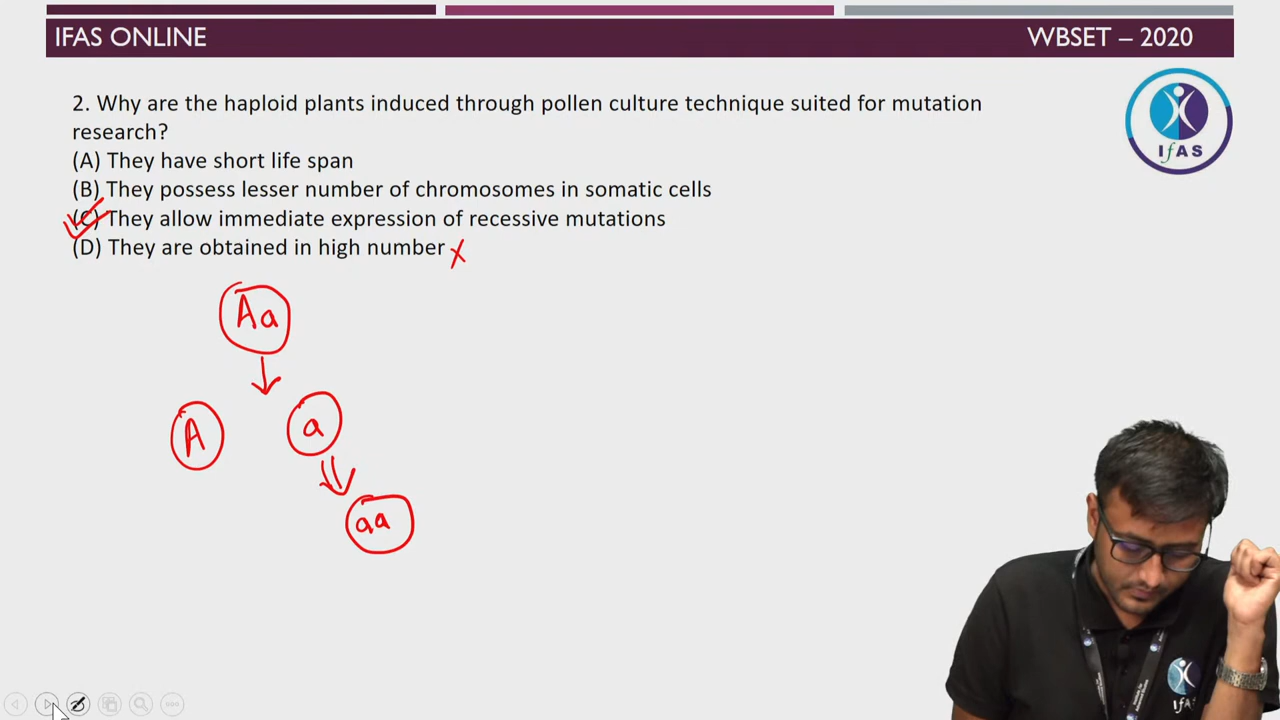 IFAS ONLINE
WBSET – 2020
2. Why are the haploid plants induced through pollen culture technique suited for mutation
research?
(A) They have short life span
(B) They possess lesser number of chromosomes in somatic cells
(C) They allow immediate expression of recessive mutations
(D) They are obtained in high number
IfAS
Aa
A
a
aa
ifAS